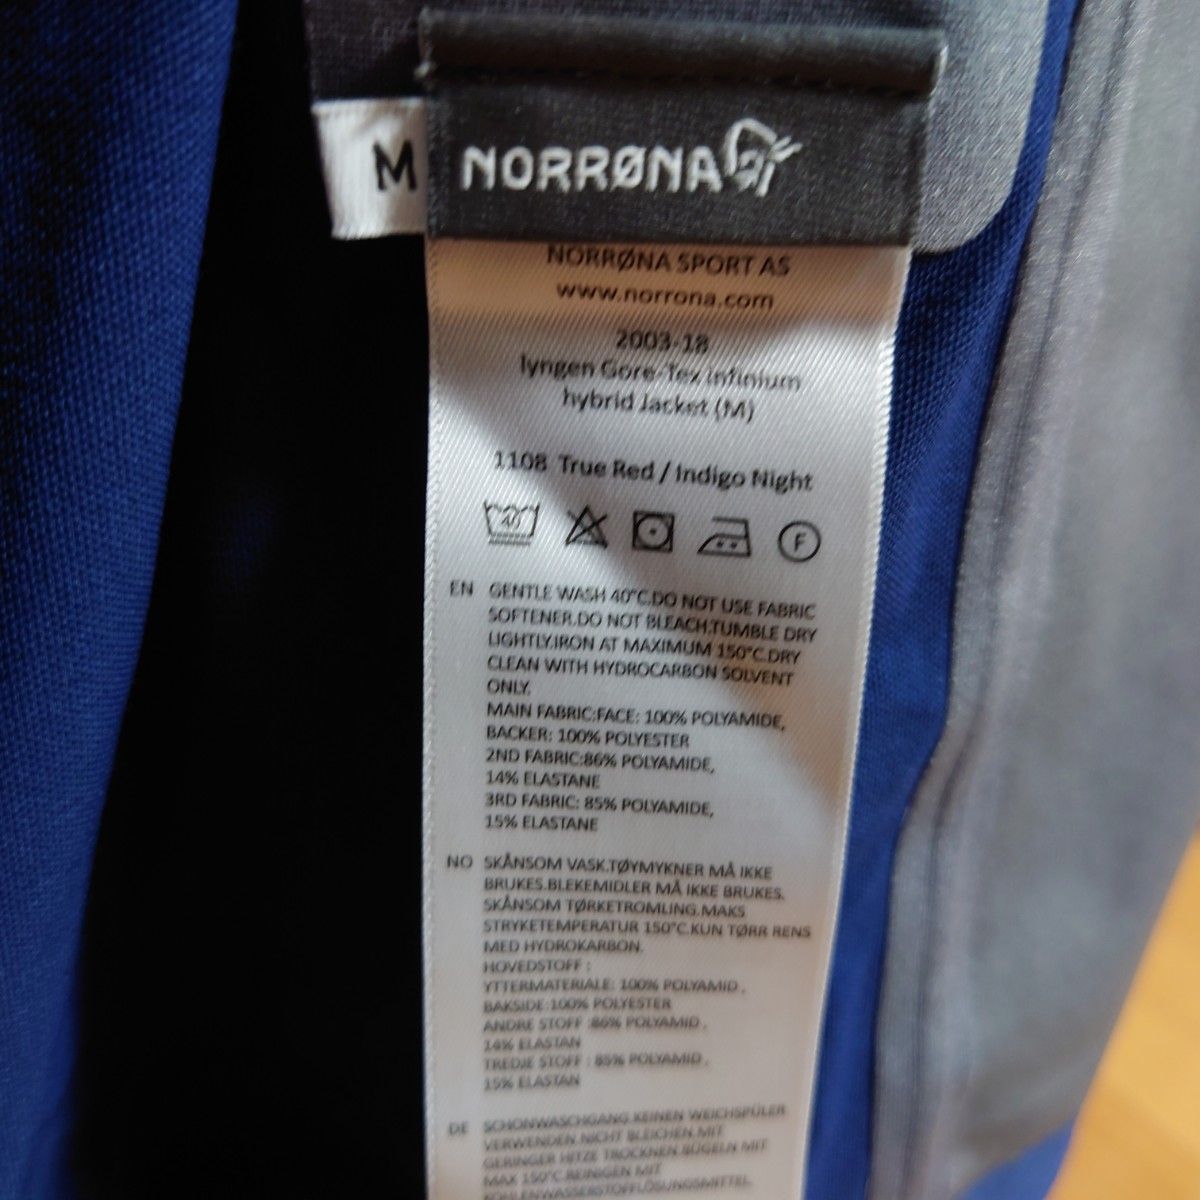 M
NORRØNA
NORRØNA SPORT AS
www.norrona.com
2003-18
lyngen Gore-Tex infinium
hybrid Jacket (M)
1108 True Red / Indigo Night
40
F
EN GENTLE WASH 40°C.DO NOT USE FABRIC
SOFTENER.DO NOT BLEACH.TUMBLE DRY
LIGHTLY.IRON AT MAXIMUM 150°C.DRY
CLEAN WITH HYDROCARBON SOLVENT
ONLY.
MAIN FABRIC:FACE: 100% POLYAMIDE,
BACKER: 100% POLYESTER
2ND FABRIC:86% POLYAMIDE,
14% ELASTANE
3RD FABRIC: 85% POLYAMIDE,
15% ELASTANE
NO SKÅNSOM VASK.TØYMYKNER MÅ IKKE
BRUKES.BLEKEMIDLER MÅ IKKE BRUKES.
SKÅNSOM TØRKETROMLING.MAKS
STRYKETEMPERATUR 150°C.KUN TØRR RENS
MED HYDROKARBON.
HOVEDSTOFF :
YTTERMATERIALE: 100% POLYAMID ,
BAKSIDE:100% POLYESTER
ANDRE STOFF :86% POLYAMID ,
14% ELASTAN
TREDJE STOFF : 85% POLYAMID ,
15% ELASTAN
DE SCHONWASCHGANG.KEINEN WEICHSPÜLER
VERWENDEN.NICHT BLEICHEN.MIT
GERINGER HITZE TROCKNEN.BÜGELN MIT
MAX 150°C.REINIGEN MIT
KOHLENWASSERSTOFFLÖSUNGSMITTEL